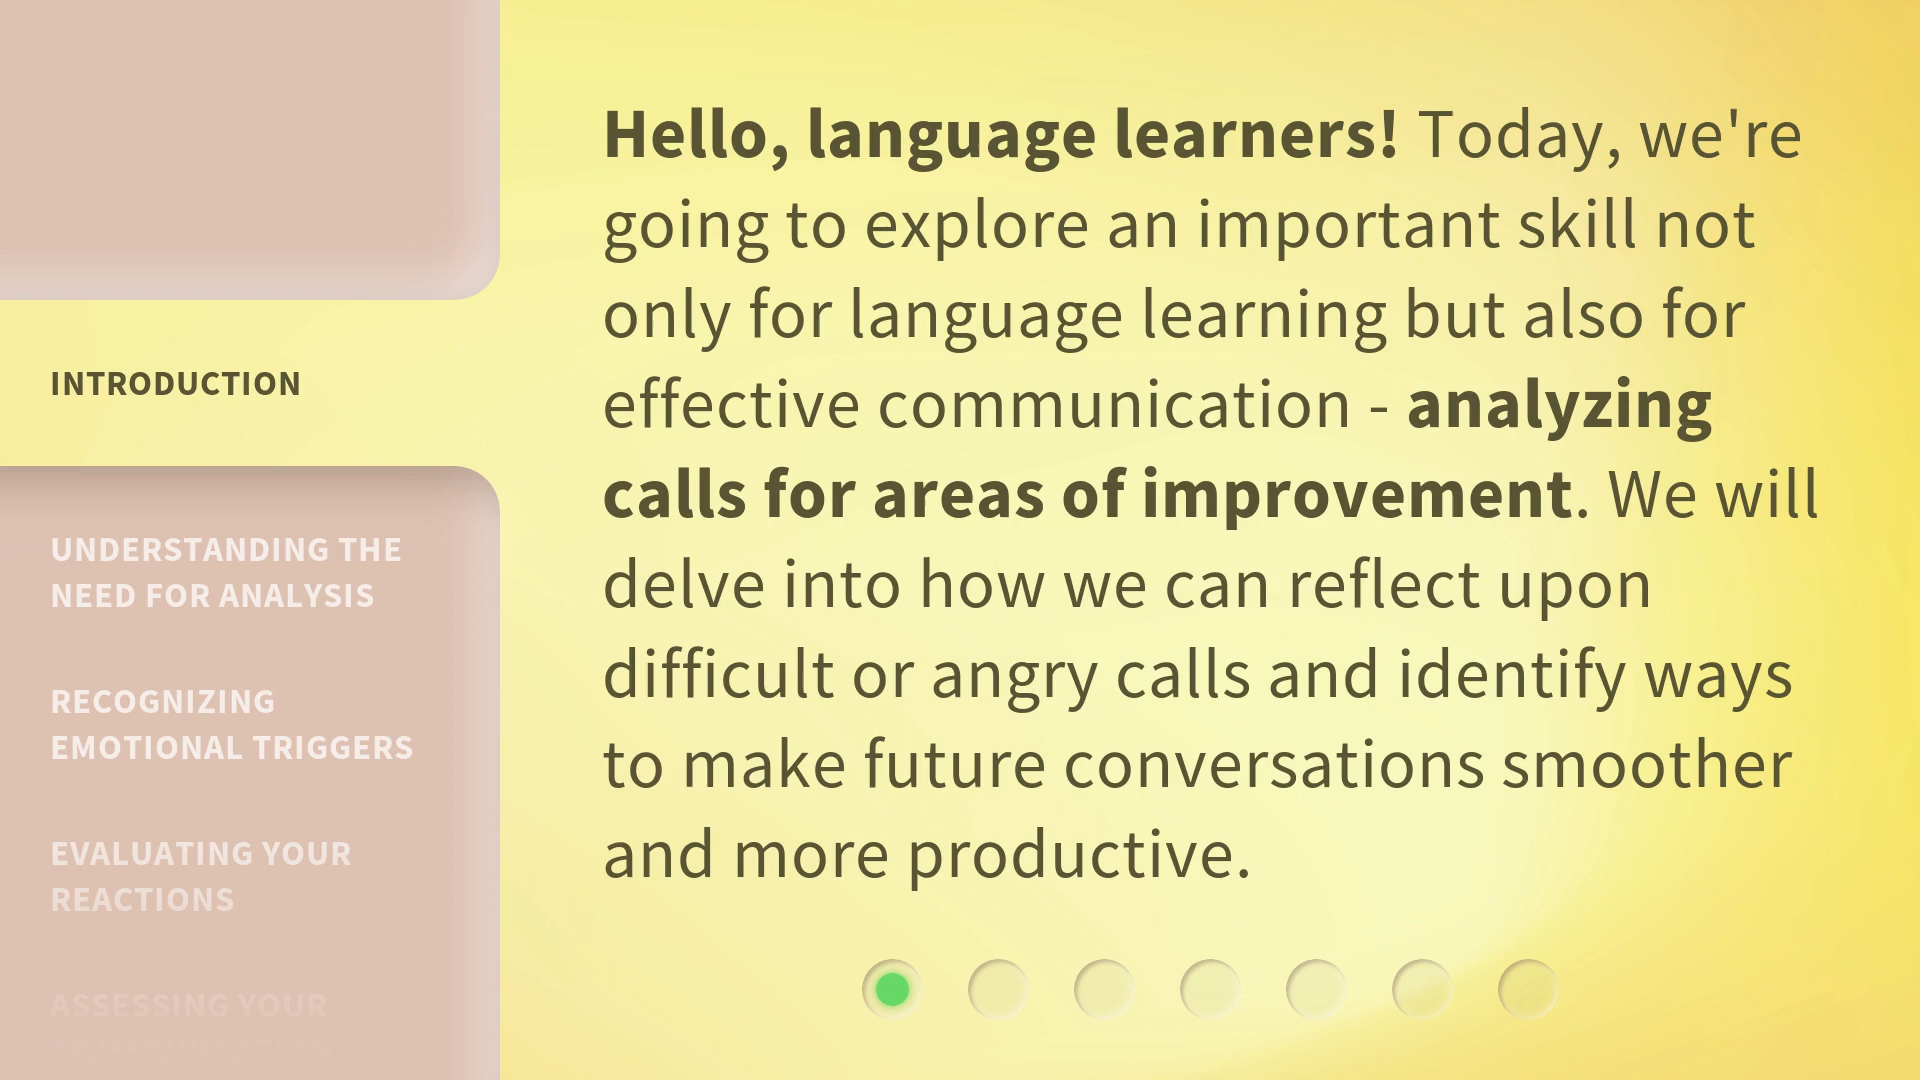 INTRODUCTION
UNDERSTANDING THE
NEED FOR ANALYSIS
RECOGNIZING
EMOTIONAL TRIGGERS
EVALUATING YOUR
REACTIONS
ASSESSING YOUR
Hello, language learners! Today, we're
going to explore an important skill not
only for language learning but also for
effective communication - analyzing
calls for areas of improvement. We will
delve into how we can reflect upon
difficult or angry calls and identify ways
to make future conversations smoother
and more productive.